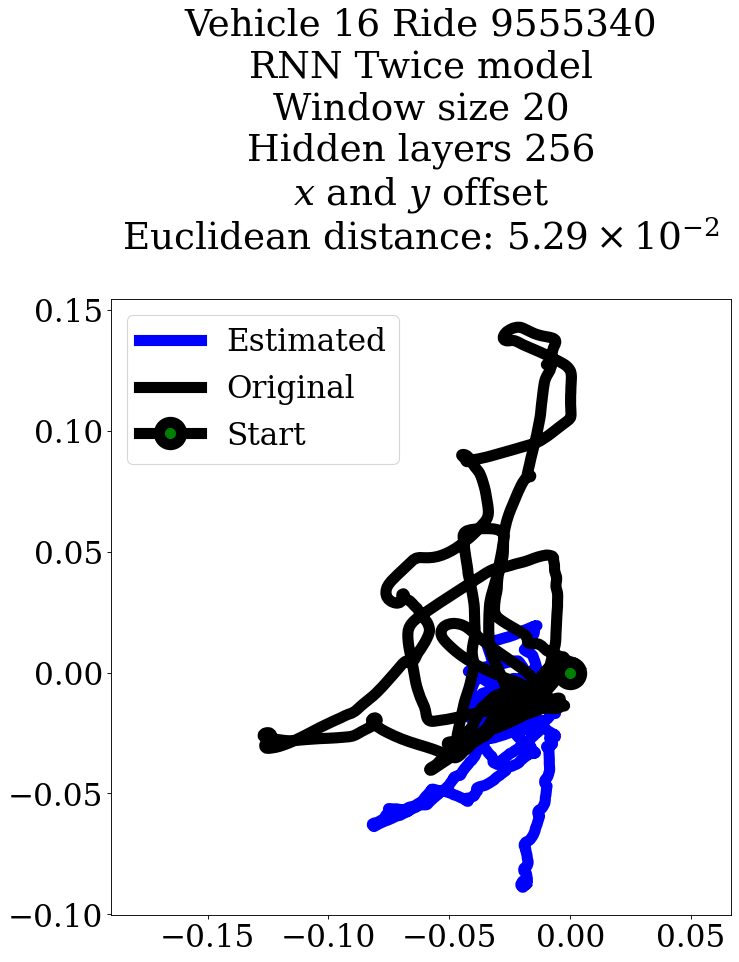 Vehicle 16 Ride 9555340
RNN Twice model
Window size 20
Hidden layers 256
x and y offset
Euclidean distance: 5.29 × 10⁻²
Estimated
Original
Start
0.15
0.10
0.05
0.00
−0.05
−0.10
−0.15 −0.10 −0.05 0.00 0.05